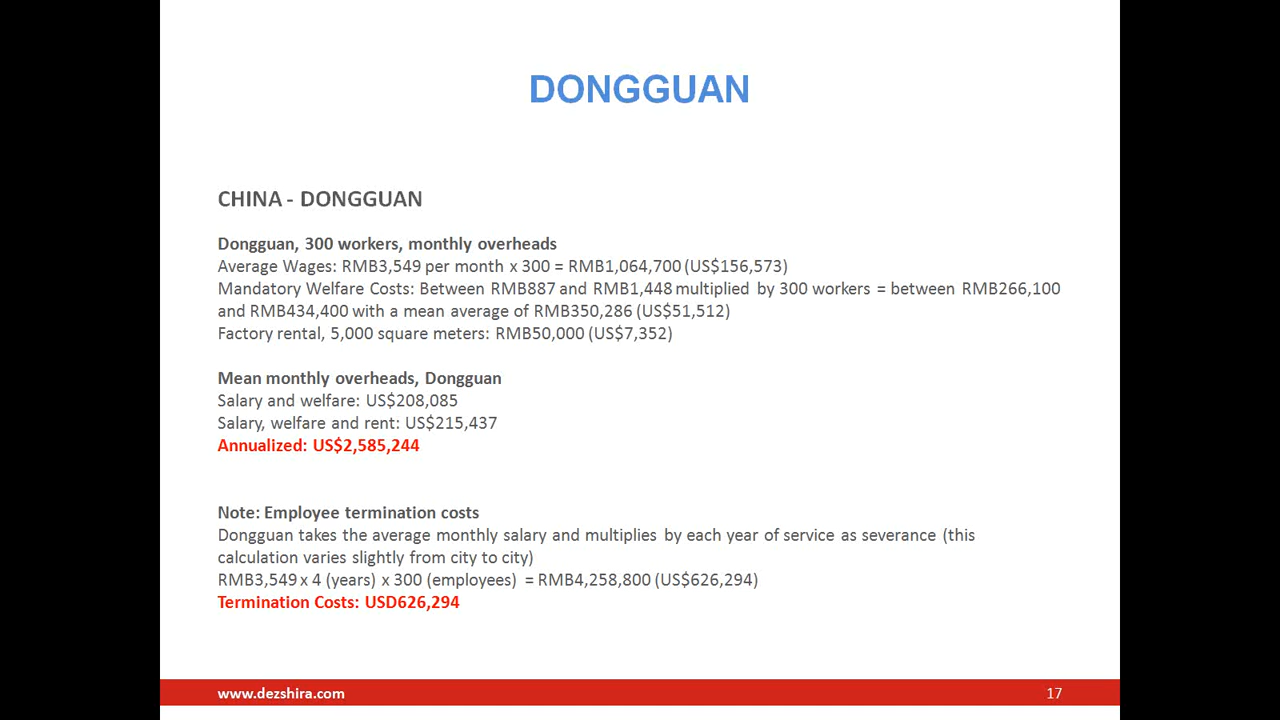 DONGGUAN
CHINA - DONGGUAN
Dongguan, 300 workers, monthly overheads
Average Wages: RMB3,549 per month x 300 = RMB1,064,700 (US$156,573)
Mandatory Welfare Costs: Between RMB887 and RMB1,448 multiplied by 300 workers = between RMB266,100
and RMB434,400 with a mean average of RMB350,286 (US$51,512)
Factory rental, 5,000 square meters: RMB50,000 (US$7,352)
Mean monthly overheads, Dongguan
Salary and welfare: US$208,085
Salary, welfare and rent: US$215,437
Annualized: US$2,585,244
Note: Employee termination costs
Dongguan takes the average monthly salary and multiplies by each year of service as severance (this
calculation varies slightly from city to city)
RMB3,549 x 4 (years) x 300 (employees) = RMB4,258,800 (US$626,294)
Termination Costs: USD626,294
www.dezshira.com
17